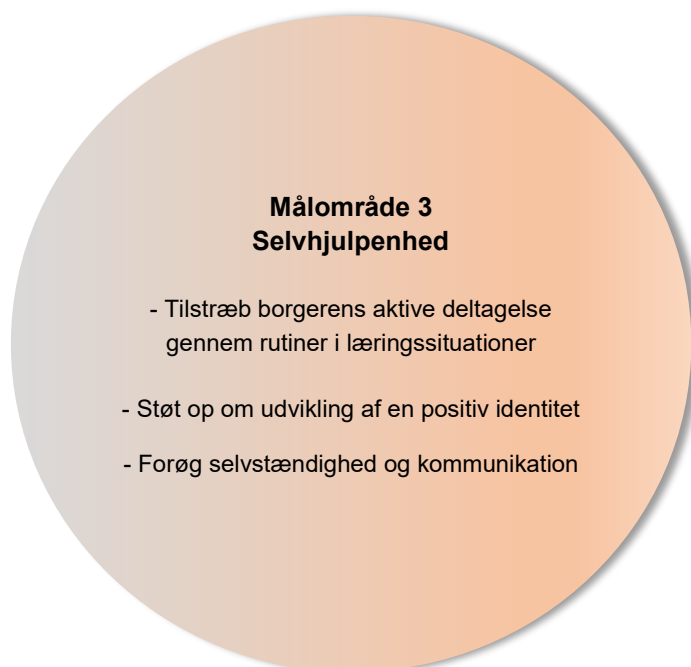 Målområde 3
Selvhjulpenhed
- Tilstræb borgerens aktive deltagelse
gennem rutiner i læringssituationer
- Støt op om udvikling af en positiv identitet
- Forøg selvstændighed og kommunikation